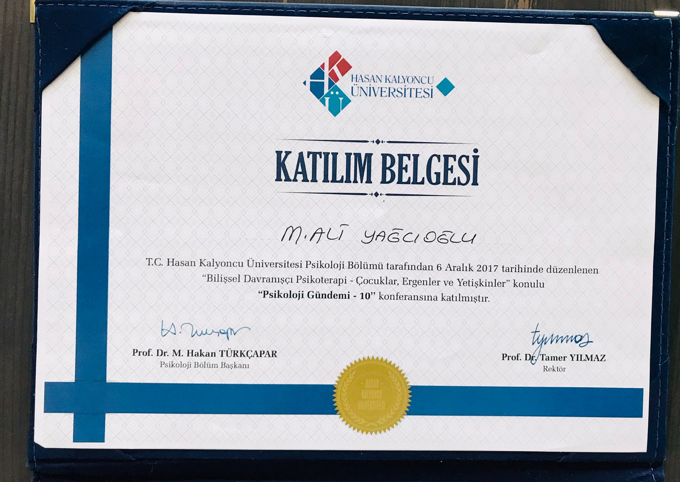 HASAN KALYONCU
ÜNİVERSİTESİ
KATILIM BELGESİ
M.ALİ YAĞCIOĞLU
T.C. Hasan Kalyoncu Üniversitesi Psikoloji Bölümü tarafından 6 Aralık 2017 tarihinde düzenlenen
"Bilişsel Davranışçı Psikoterapi - Çocuklar, Ergenler ve Yetişkinler" konulu
"Psikoloji Gündemi - 10" konferansına katılmıştır.
Prof. Dr. M. Hakan TÜRKÇAPAR
Psikoloji Bölüm Başkanı
Prof. Dr. Tamer YILMAZ
Rektör